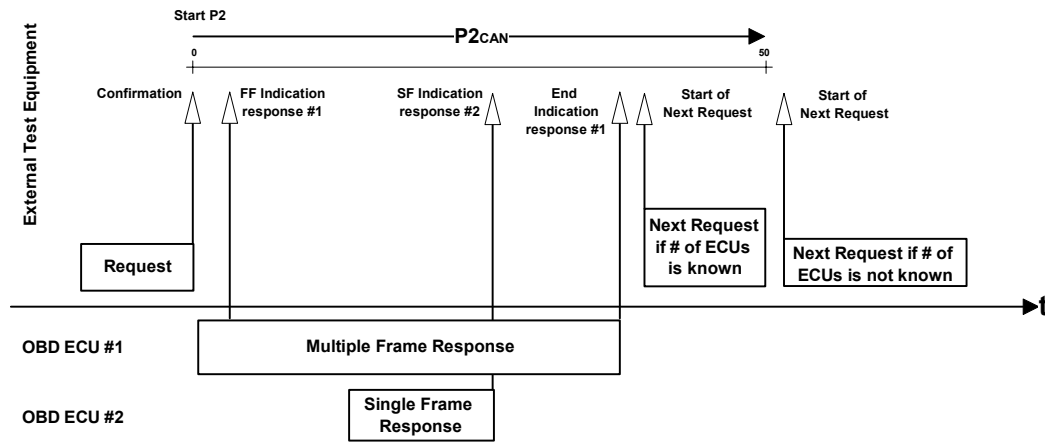 Start P2
P2CAN
0
50
External Test Equipment
Confirmation
FF Indication
response #1
SF Indication
response #2
End
Indication
response #1
Start of
Next Request
Start of
Next Request
Request
Next Request
if # of ECUs
is known
Next Request if # of
ECUs is not known
t
OBD ECU #1
Multiple Frame Response
OBD ECU #2
Single Frame
Response